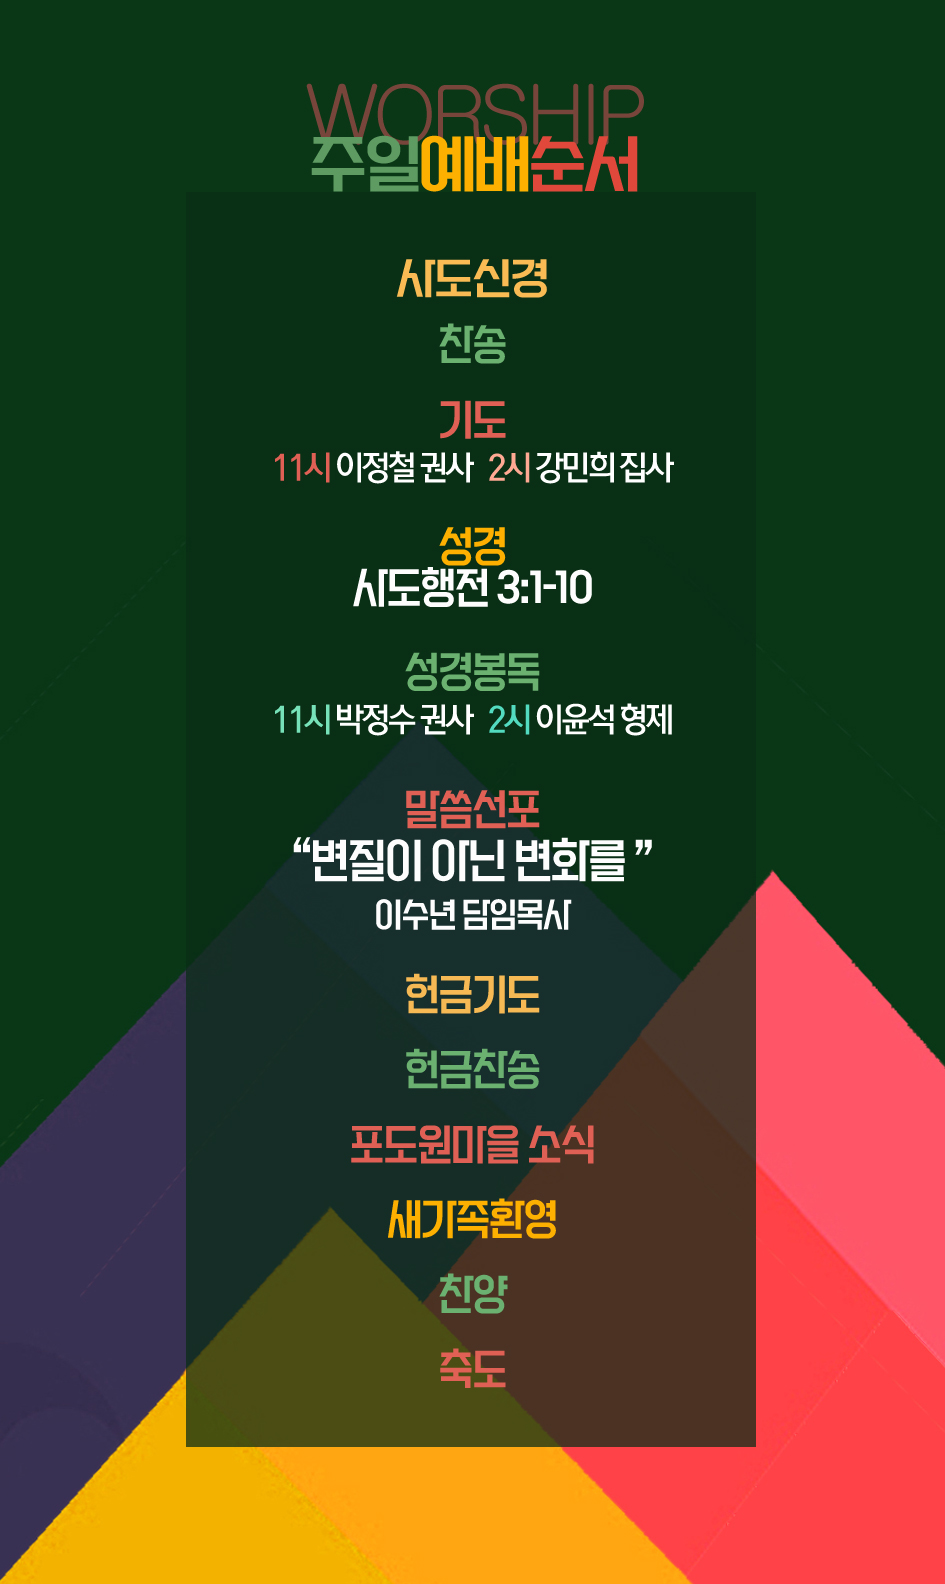 WORSHIP
주일예배순서
사도신경
찬송
기도
11시 이정철 권사 2시 강민희 집사
성경
사도행전 3:1-10
성경봉독
11시 박정수 권사 2시 이윤석 형제
말씀선포
“변질이 아닌 변화를 ”
이수년 담임목사
헌금기도
헌금찬송
포도원마을 소식
새가족환영
찬양
축도